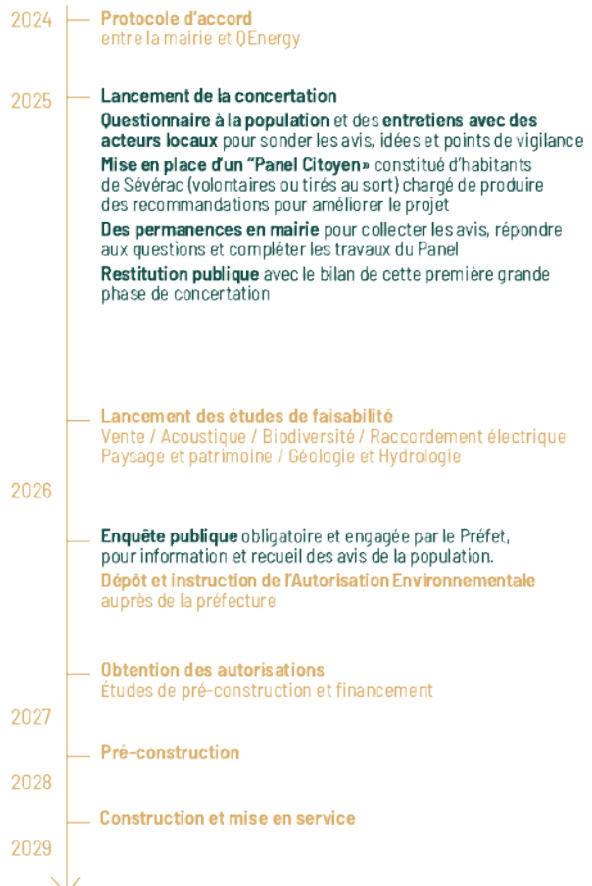 2024
Protocole d'accord
entre la mairie et QEnergy
2025
Lancement de la concertation
Questionnaire à la population et des entretiens avec des
acteurs locaux pour sonder les avis, idées et points de vigilance
Mise en place d'un "Panel Citoyen» constitué d'habitants
de Sévérac (volontaires ou tirés au sort) chargé de produire
des recommandations pour améliorer le projet
Des permanences en mairie pour collecter les avis, répondre
aux questions et compléter les travaux du Panel
Restitution publique avec le bilan de cette première grande
phase de concertation
Lancement des études de faisabilité
Vente / Acoustique / Biodiversité / Raccordement électrique
Paysage et patrimoine / Géologie et Hydrologie
2026
Enquête publique obligatoire et engagée par le Préfet,
pour information et recueil des avis de la population.
Dépôt et instruction de l'Autorisation Environnementale
auprès de la préfecture
Obtention des autorisations
Études de pré-construction et financement
2027
Pré-construction
2028
Construction et mise en service
2029